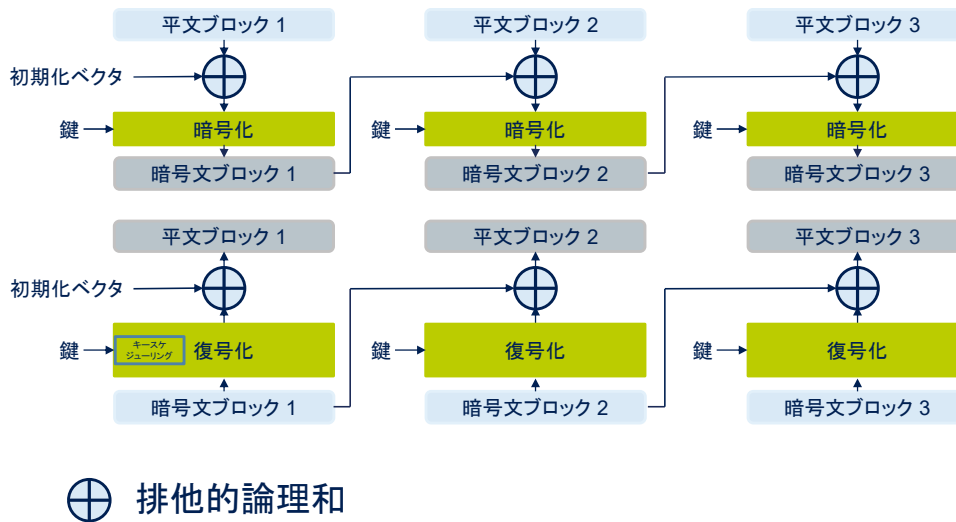 平文ブロック 1
平文ブロック 2
平文ブロック 3
初期化ベクタ
鍵
暗号化
鍵
暗号化
鍵
暗号化
暗号文ブロック 1
暗号文ブロック 2
暗号文ブロック 3
平文ブロック 1
平文ブロック 2
平文ブロック 3
初期化ベクタ
鍵
キースケ
ジューリング
復号化
鍵
復号化
鍵
復号化
暗号文ブロック 1
暗号文ブロック 2
暗号文ブロック 3
排他的論理和